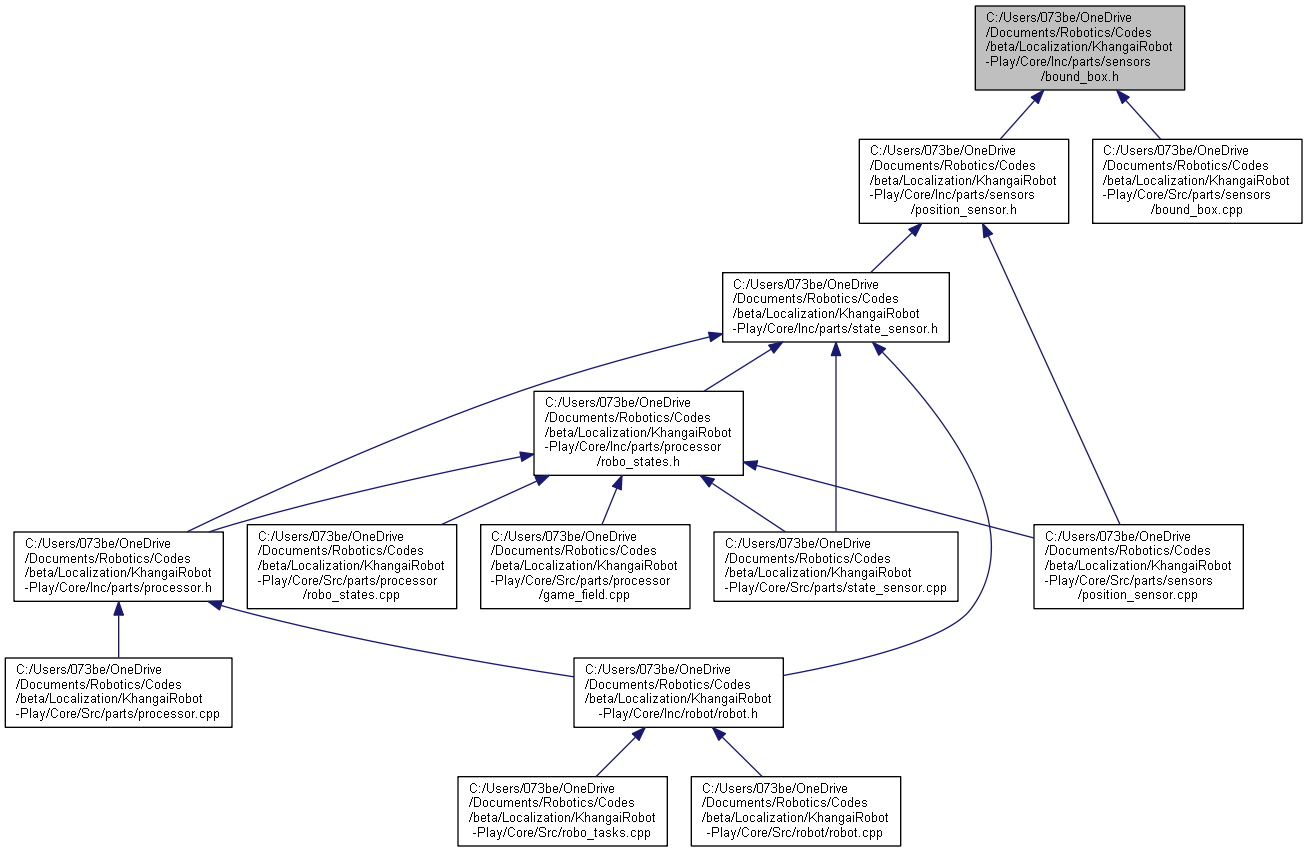 C:/Users/073be/OneDrive
/Documents/Robotics/Codes
/beta/Localization/KhangaiRobot
-Play/Core/Inc/parts/sensors
/bound_box.h
C:/Users/073be/OneDrive
/Documents/Robotics/Codes
/beta/Localization/KhangaiRobot
-Play/Core/Inc/parts/sensors
/position_sensor.h
C:/Users/073be/OneDrive
/Documents/Robotics/Codes
/beta/Localization/KhangaiRobot
-Play/Core/Src/parts/sensors
/bound_box.cpp
C:/Users/073be/OneDrive
/Documents/Robotics/Codes
/beta/Localization/KhangaiRobot
-Play/Core/Inc/parts/state_sensor.h
C:/Users/073be/OneDrive
/Documents/Robotics/Codes
/beta/Localization/KhangaiRobot
-Play/Core/Inc/parts/processor
/robo_states.h
C:/Users/073be/OneDrive
/Documents/Robotics/Codes
/beta/Localization/KhangaiRobot
-Play/Core/Inc/parts/processor.h
C:/Users/073be/OneDrive
/Documents/Robotics/Codes
/beta/Localization/KhangaiRobot
-Play/Core/Src/parts/processor
/robo_states.cpp
C:/Users/073be/OneDrive
/Documents/Robotics/Codes
/beta/Localization/KhangaiRobot
-Play/Core/Src/parts/processor
/game_field.cpp
C:/Users/073be/OneDrive
/Documents/Robotics/Codes
/beta/Localization/KhangaiRobot
-Play/Core/Src/parts/state_sensor.cpp
C:/Users/073be/OneDrive
/Documents/Robotics/Codes
/beta/Localization/KhangaiRobot
-Play/Core/Src/parts/sensors
/position_sensor.cpp
C:/Users/073be/OneDrive
/Documents/Robotics/Codes
/beta/Localization/KhangaiRobot
-Play/Core/Src/parts/processor.cpp
C:/Users/073be/OneDrive
/Documents/Robotics/Codes
/beta/Localization/KhangaiRobot
-Play/Core/Inc/robot/robot.h
C:/Users/073be/OneDrive
/Documents/Robotics/Codes
/beta/Localization/KhangaiRobot
-Play/Core/Src/robo_tasks.cpp
C:/Users/073be/OneDrive
/Documents/Robotics/Codes
/beta/Localization/KhangaiRobot
-Play/Core/Src/robot/robot.cpp